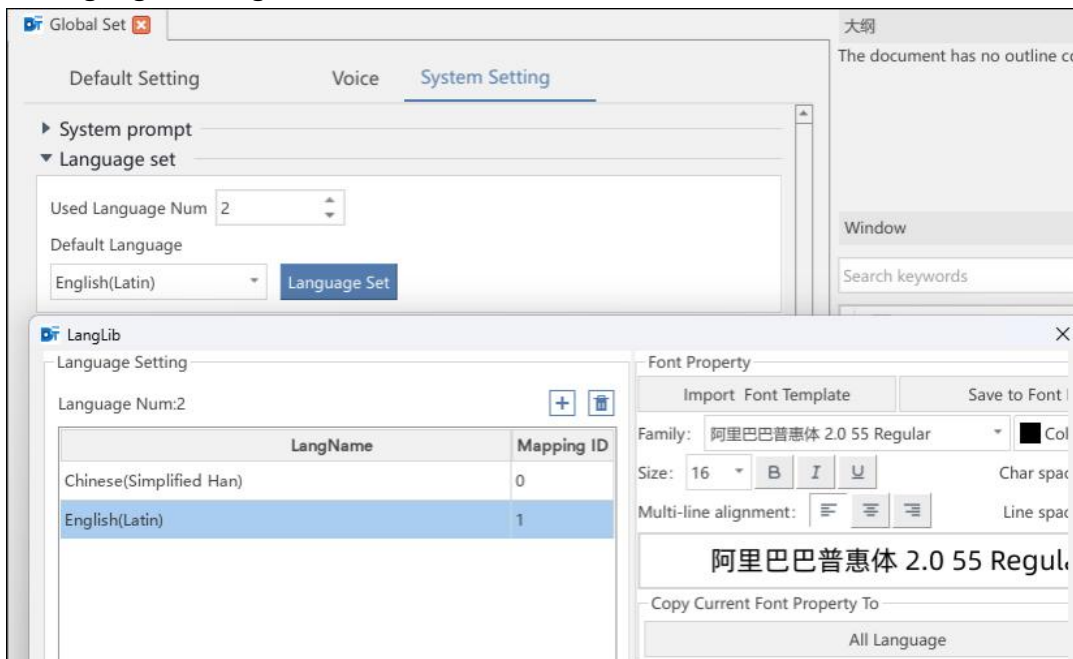 Global Set
大纲
The document has no outline
Default Setting
Voice
System Setting
System prompt
Language set
Used Language Num 2
Default Language
English(Latin)
Language Set
Window
Search keywords
LangLib
Language Setting
Language Num:2
LangName
Mapping ID
Chinese(Simplified Han)
0
English(Latin)
1
Font Property
Import Font Template
Save to Font
Family: 阿里巴巴普惠体 2.0 55 Regular
Col
Size: 16 B I U
Char spac
Multi-line alignment:
Line spac
阿里巴巴普惠体 2.0 55 Regul
Copy Current Font Property To
All Language